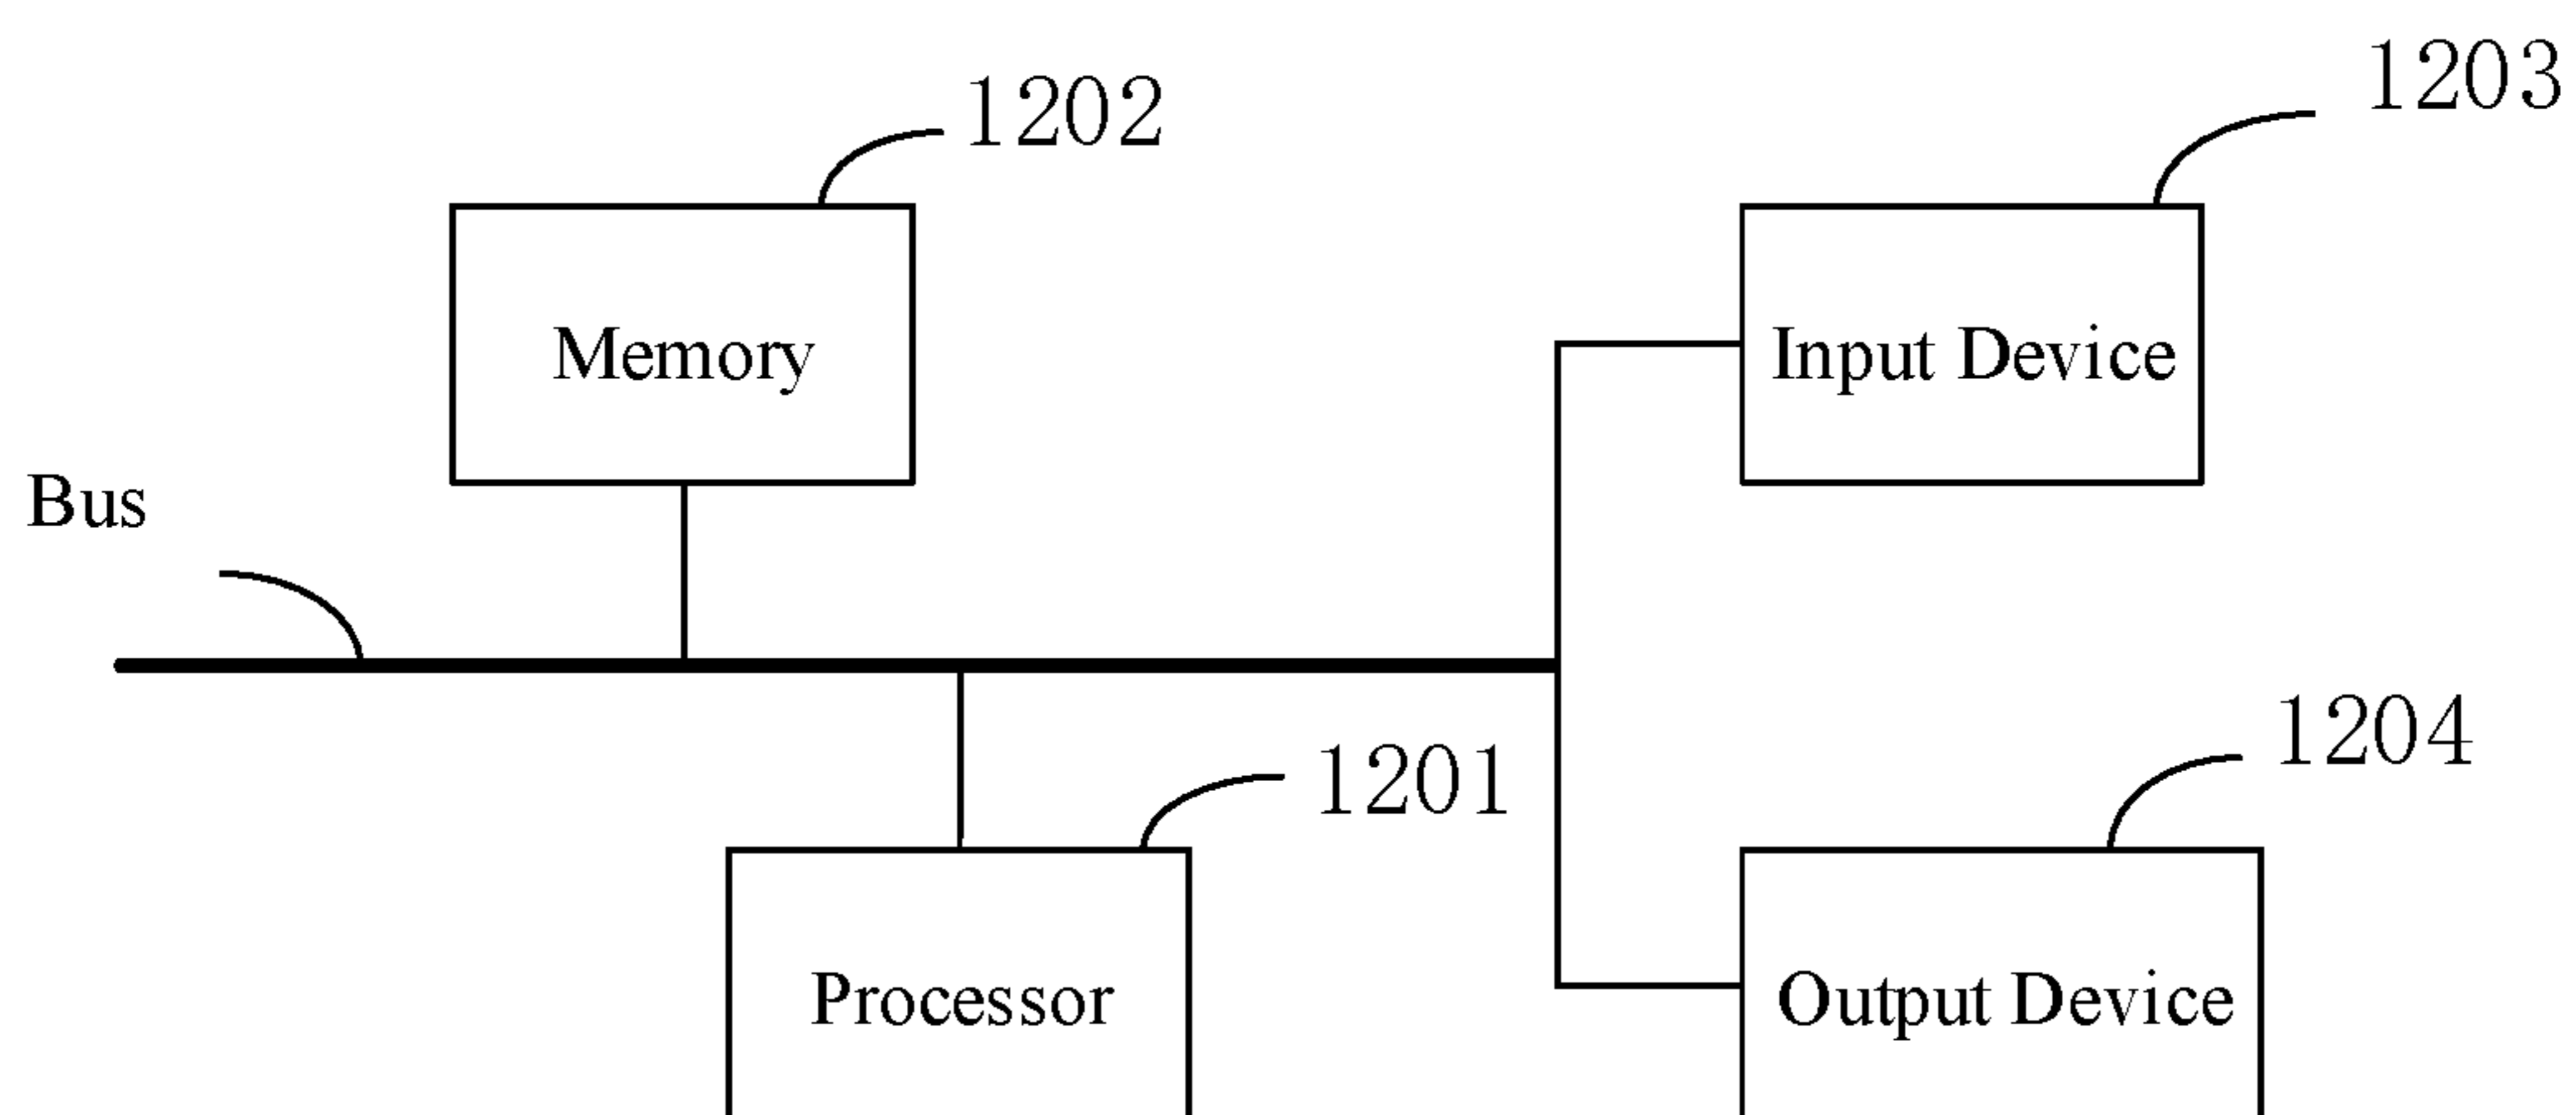 1202
1203
Memory
Input Device
Bus
1201
1204
Processor
Output Device